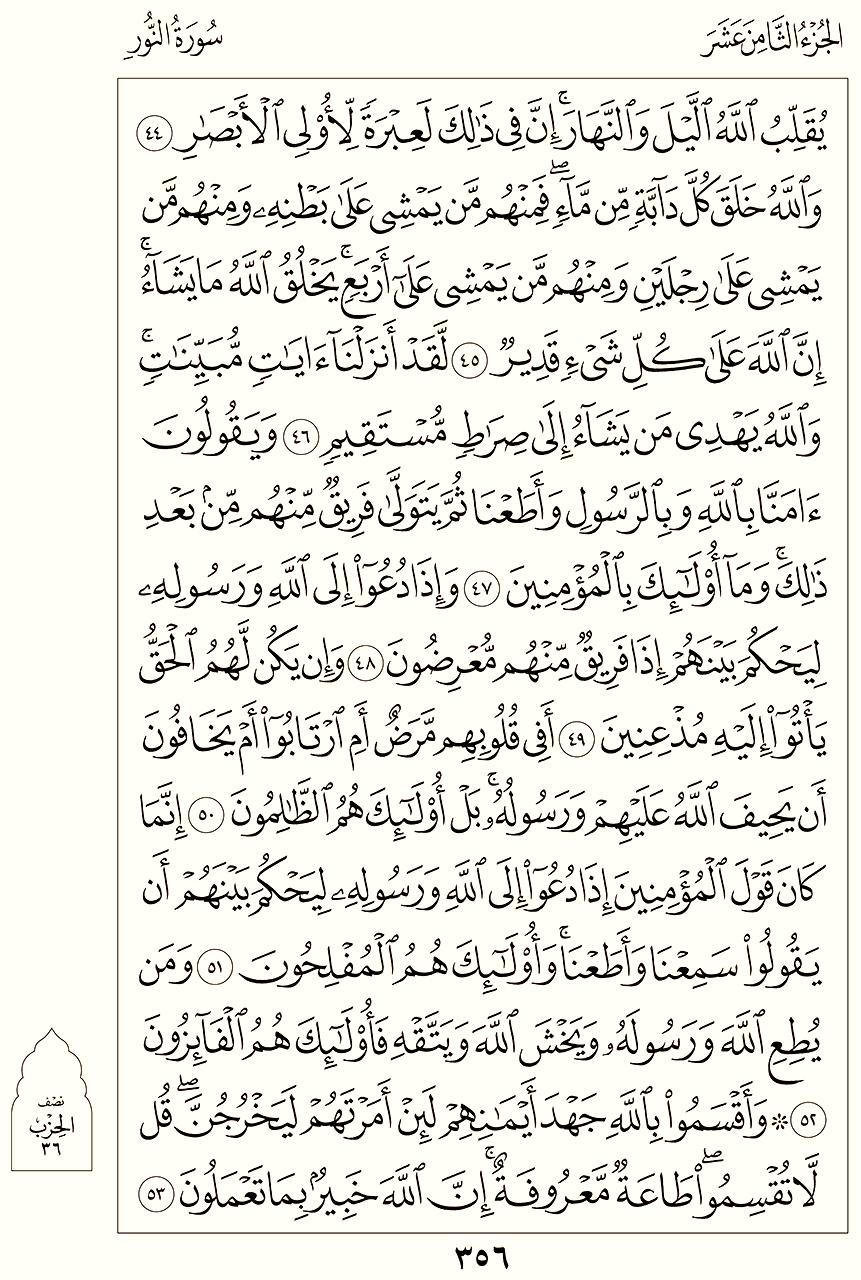 الجُزْءُ الثَّامِنَ عَشَرَ
سُورَةُ النُّورِ
يُقَلِّبُ ٱللَّهُ ٱلَّيْلَ وَٱلنَّهَارَۚ إِنَّ فِى ذَٰلِكَ لَعِبْرَةًۭ لِّأُو۟لِى ٱلْأَبْصَٰرِ ٤٤
وَٱللَّهُ خَلَقَ كُلَّ دَآبَّةٍۢ مِّن مَّآءٍۢۖ فَمِنْهُم مَّن يَمْشِى عَلَىٰ بَطْنِهِۦ وَمِنْهُم مَّن
يَمْشِى عَلَىٰ رِجْلَيْنِ وَمِنْهُم مَّن يَمْشِى عَلَىٰٓ أَرْبَعٍۢۚ يَخْلُقُ ٱللَّهُ مَا يَشَآءُۚ
إِنَّ ٱللَّهَ عَلَىٰ كُلِّ شَىْءٍۢ قَدِيرٌۭ ٤٥ لَّقَدْ أَنزَلْنَآ ءَايَٰتٍۢ مُّبَيِّنَٰتٍۢۚ
وَٱللَّهُ يَهْدِى مَن يَشَآءُ إِلَىٰ صِرَٰطٍۢ مُّسْتَقِيمٍۢ ٤٦ وَيَقُولُونَ
ءَامَنَّا بِٱللَّهِ وَبِٱلرَّسُولِ وَأَطَعْنَا ثُمَّ يَتَوَلَّىٰ فَرِيقٌۭ مِّنْهُم مِّنۢ بَعْدِ
ذَٰلِكَۚ وَمَآ أُو۟لَٰٓئِكَ بِٱلْمُؤْمِنِينَ ٤٧ وَإِذَا دُعُوٓا۟ إِلَى ٱللَّهِ وَرَسُولِهِۦ
لِيَحْكُمَ بَيْنَهُمْ إِذَا فَرِيقٌۭ مِّنْهُم مُّعْرِضُونَ ٤٨ وَإِن يَكُن لَّهُمُ ٱلْحَقُّ
يَأْتُوٓا۟ إِلَيْهِ مُذْعِنِينَ ٤٩ أَفِى قُلُوبِهِم مَّرَضٌ أَمِ ٱرْتَابُوٓا۟ أَمْ يَخَافُونَ
أَن يَحِيفَ ٱللَّهُ عَلَيْهِمْ وَرَسُولُهُۥۚ بَلْ أُو۟لَٰٓئِكَ هُمُ ٱلظَّٰلِمُونَ ٥٠ إِنَّمَا
كَانَ قَوْلَ ٱلْمُؤْمِنِينَ إِذَا دُعُوٓا۟ إِلَى ٱللَّهِ وَرَسُولِهِۦ لِيَحْكُمَ بَيْنَهُمْ أَن
يَقُولُوا۟ سَمِعْنَا وَأَطَعْنَاۚ وَأُو۟لَٰٓئِكَ هُمُ ٱلْمُفْلِحُونَ ٥١ وَمَن
يُطِعِ ٱللَّهَ وَرَسُولَهُۥ وَيَخْشَ ٱللَّهَ وَيَتَّقْهِ فَأُو۟لَٰٓئِكَ هُمُ ٱلْفَآئِزُونَ
٥٢ ۞ وَأَقْسَمُوا۟ بِٱللَّهِ جَهْدَ أَيْمَٰنِهِمْ لَئِنْ أَمَرْتَهُمْ لَيَخْرُجُنَّۖ قُل
لَّا تُقْسِمُوا۟ۖ طَاعَةٌۭ مَّعْرُوفَةٌۚ إِنَّ ٱللَّهَ خَبِيرٌۢ بِمَا تَعْمَلُونَ ٥٣
نصف
الحزب
٣٦
٣٥٦